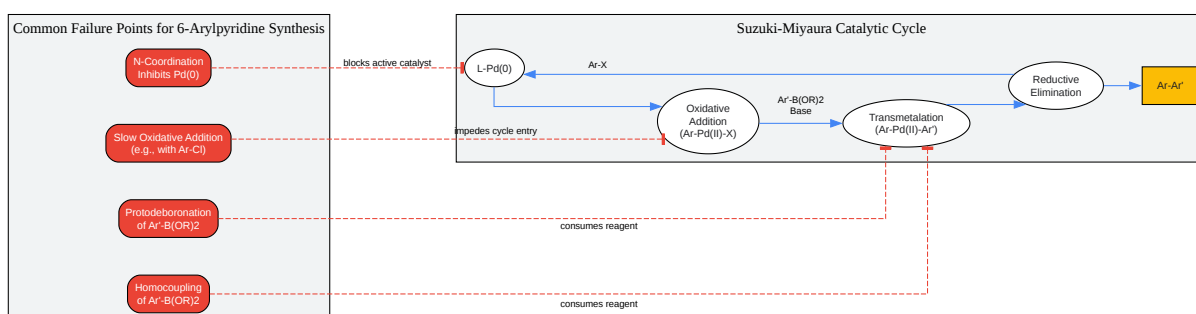 Common Failure Points for 6-Arylpyridine Synthesis
N-Coordination
Inhibits Pd(0)
Slow Oxidative Addition
(e.g., with Ar-Cl)
Protodeboronation
of Ar'-B(OR)2
Homocoupling
of Ar'-B(OR)2
blocks active catalyst
impedes cycle entry
consumes reagent
consumes reagent
Suzuki-Miyaura Catalytic Cycle
L-Pd(0)
Ar-X
Oxidative
Addition
(Ar-Pd(II)-X)
Ar'-B(OR)2
Base
Transmetalation
(Ar-Pd(II)-Ar')
Reductive
Elimination
Ar-Ar'